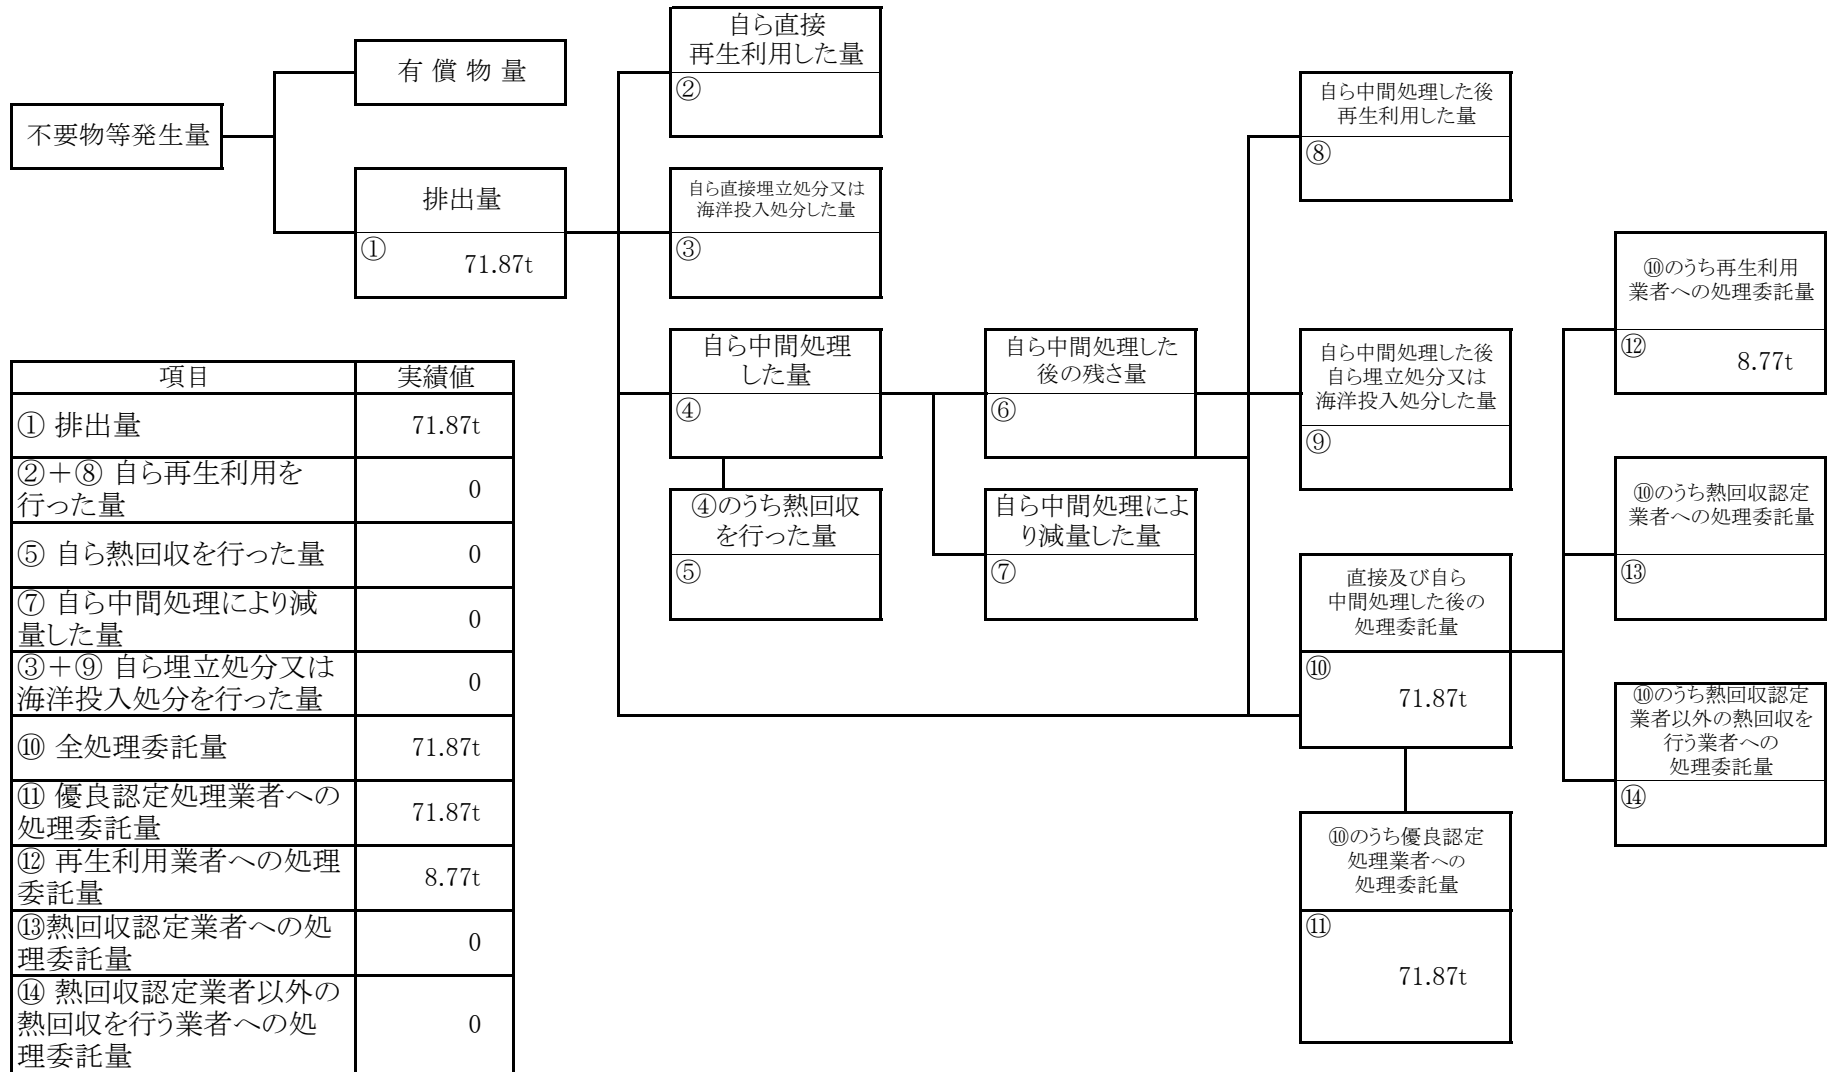 自ら直接
再生利用した量
②
有 償 物 量
不要物等発生量
排出量
①
71.87t
自ら直接埋立処分又は
海洋投入処分した量
③
自ら中間処理した後
再生利用した量
⑧
自ら中間処理
した量
④
自ら中間処理した
後の残さ量
⑥
自ら中間処理した後
自ら埋立処分又は
海洋投入処分した量
⑨
④のうち熱回収
を行った量
⑤
自ら中間処理によ
り減量した量
⑦
直接及び自ら
中間処理した後の
処理委託量
⑩
71.87t
⑩のうち優良認定
処理業者への
処理委託量
⑪
71.87t
⑩のうち再生利用
業者への処理委託量
⑫
8.77t
⑩のうち熱回収認定
業者への処理委託量
⑬
⑩のうち熱回収認定
業者以外の熱回収を
行う業者への
処理委託量
⑭
項目 実績値
① 排出量 71.87t
②＋⑧ 自ら再生利用を
行った量 0
⑤ 自ら熱回収を行った量 0
⑦ 自ら中間処理により減
量した量 0
③＋⑨ 自ら埋立処分又は
海洋投入処分を行った量 0
⑩ 全処理委託量 71.87t
⑪ 優良認定処理業者への
処理委託量 71.87t
⑫ 再生利用業者への処理
委託量 8.77t
⑬熱回収認定業者への処
理委託量 0
⑭ 熱回収認定業者以外の
熱回収を行う業者への処
理委託量 0